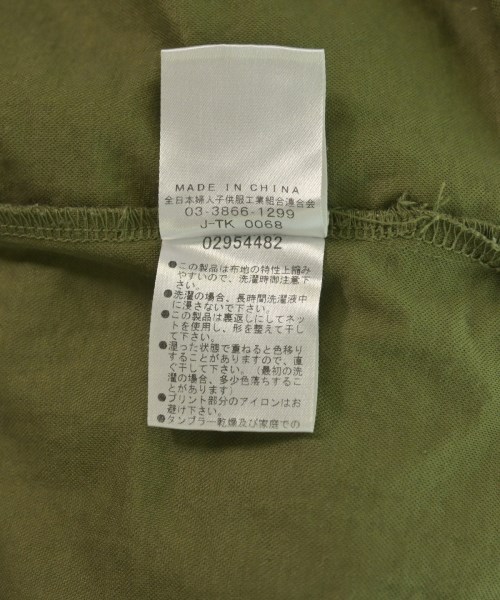 MADE IN CHINA
全日本婦人子供服工業組合連合会
03-3866-1299
J-TK 0068
02954482
●この製品は布地の特性上縮み
やすいので、洗濯時御注意下
さい。
●洗濯の場合、長時間洗濯液中
に浸さないで下さい。
●この製品は裏返しにしてネッ
トを使用し、形を整えて干し
て下さい。
●湿った状態で重ねると色移り
することがありますので、直
ぐ干して下さい。(最初の洗
濯の場合、多少色落ちするこ
とがあります)
●プリント部分のアイロンはお
避け下さい。
●タンブラー乾燥及び家庭での